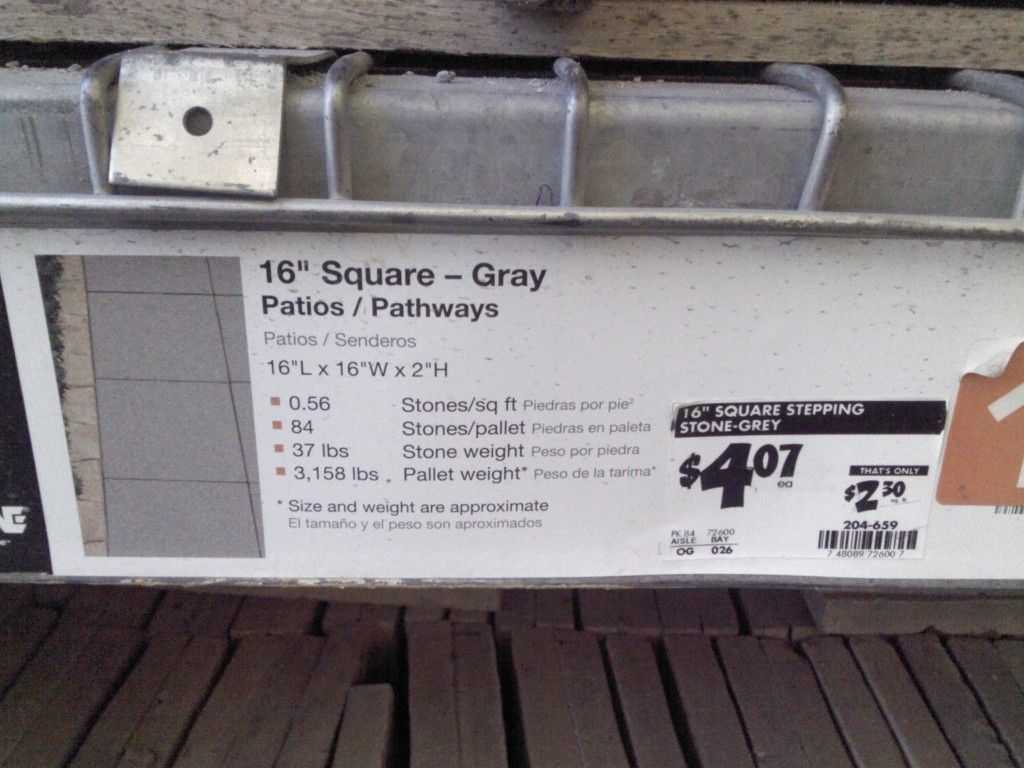 16" Square – Gray
Patios / Pathways
Patios / Senderos
16"L x 16"W x 2"H
0.56 Stones/sq ft Piedras por pie²
84 Stones/pallet Piedras en paleta
37 lbs Stone weight Peso por piedra
3,158 lbs Pallet weight* Peso de la tarima*
* Size and weight are approximate
El tamaño y el peso son aproximados
16" SQUARE STEPPING
STONE-GREY
$4 07
ea
THAT'S ONLY
$2 30
204-659
PK 84 72600
AISLE BAY
OG 026
7 48089 72600 7